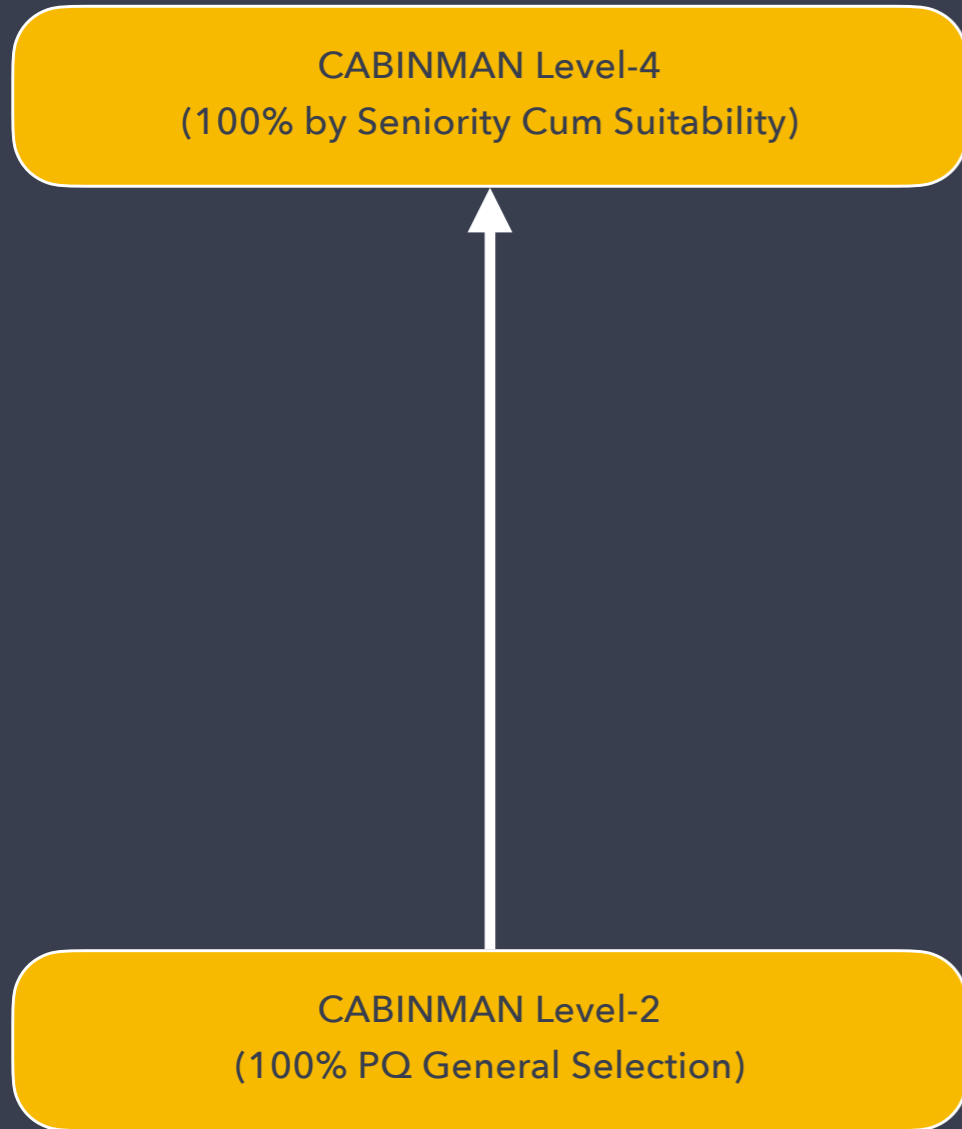 CABINMAN Level-4
(100% by Seniority Cum Suitability)
CABINMAN Level-2
(100% PQ General Selection)